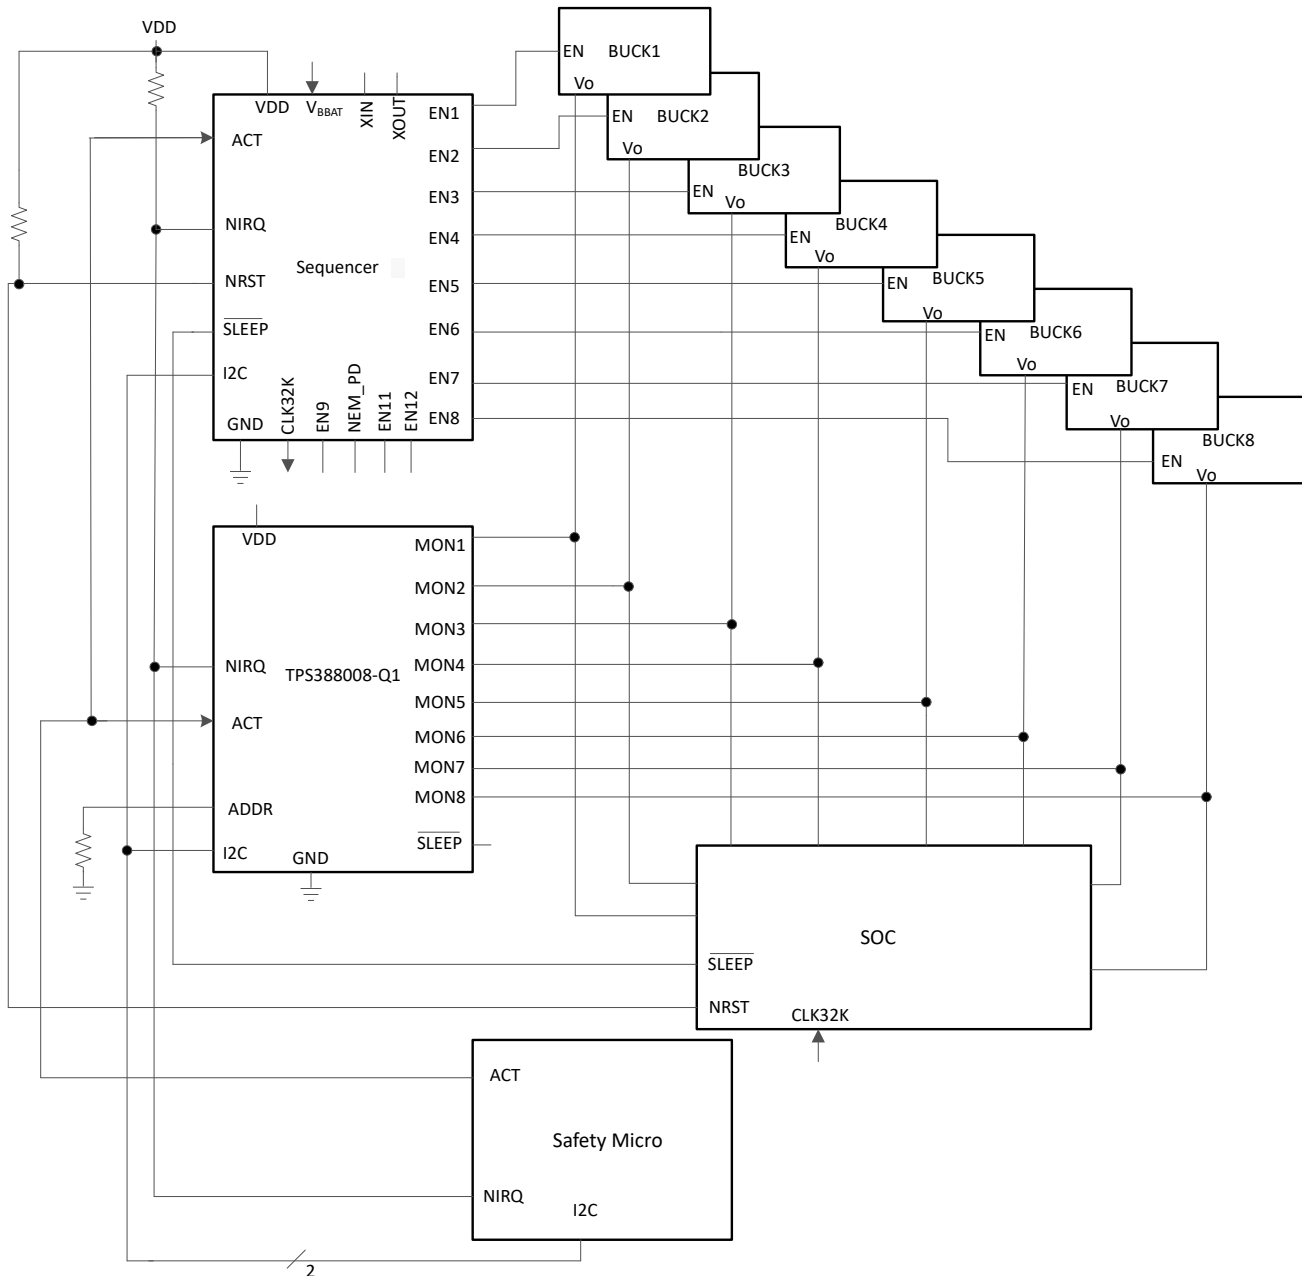 VDD
EN
BUCK1
Vo
EN
BUCK2
Vo
EN
BUCK3
Vo
EN
BUCK4
Vo
EN
BUCK5
Vo
EN
BUCK6
Vo
EN
BUCK7
Vo
EN
BUCK8
Vo
VDD
VBBAT
XIN
XOUT
ACT
NIRQ
NRST
SLEEP
I2C
GND
Sequencer
EN1
EN2
EN3
EN4
EN5
EN6
EN7
EN8
CLK32K
EN9
NEM_PD
EN11
EN12
VDD
NIRQ
ACT
ADDR
I2C
GND
TPS388008-Q1
MON1
MON2
MON3
MON4
MON5
MON6
MON7
MON8
SLEEP
SOC
SLEEP
NRST
CLK32K
ACT
Safety Micro
NIRQ
I2C
2